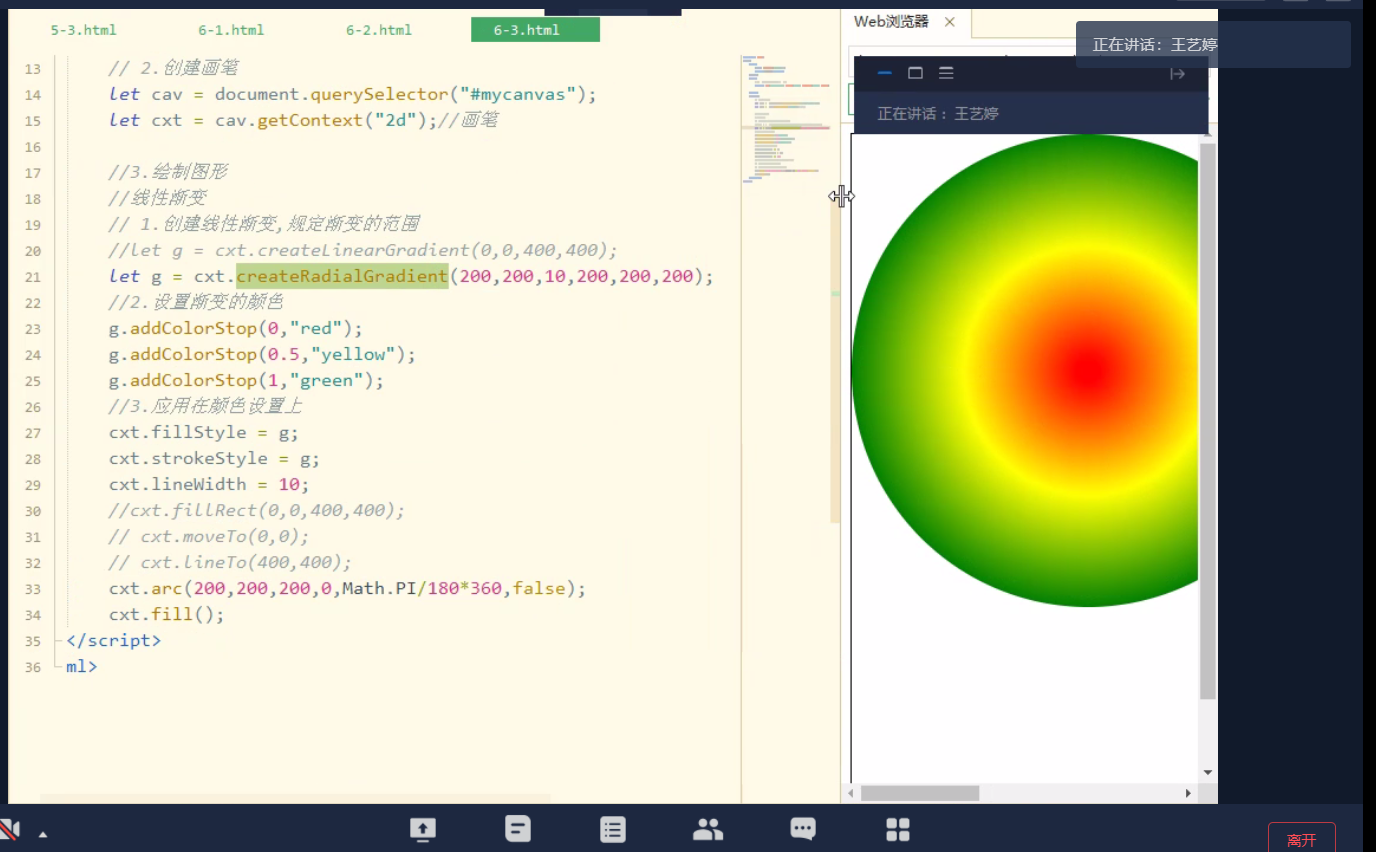 5-3.html
6-1.html
6-2.html
6-3.html
Web浏览器
正在讲话: 王艺婷
正在讲话: 王艺婷
13 // 2.创建画笔
14 let cav = document.querySelector("#mycanvas");
15 let cxt = cav.getContext("2d");//画笔
16
17 //3.绘制图形
18 //线性渐变
19 // 1.创建线性渐变,规定渐变的范围
20 //let g = cxt.createLinearGradient(0,0,400,400);
21 let g = cxt.createRadialGradient(200,200,10,200,200,200);
22 //2.设置渐变的颜色
23 g.addColorStop(0,"red");
24 g.addColorStop(0.5,"yellow");
25 g.addColorStop(1,"green");
26 //3.应用在颜色设置上
27 cxt.fillStyle = g;
28 cxt.strokeStyle = g;
29 cxt.lineWidth = 10;
30 //cxt.fillRect(0,0,400,400);
31 // cxt.moveTo(0,0);
32 // cxt.lineTo(400,400);
33 cxt.arc(200,200,200,0,Math.PI/180*360,false);
34 cxt.fill();
35 </script>
36 ml>
离开